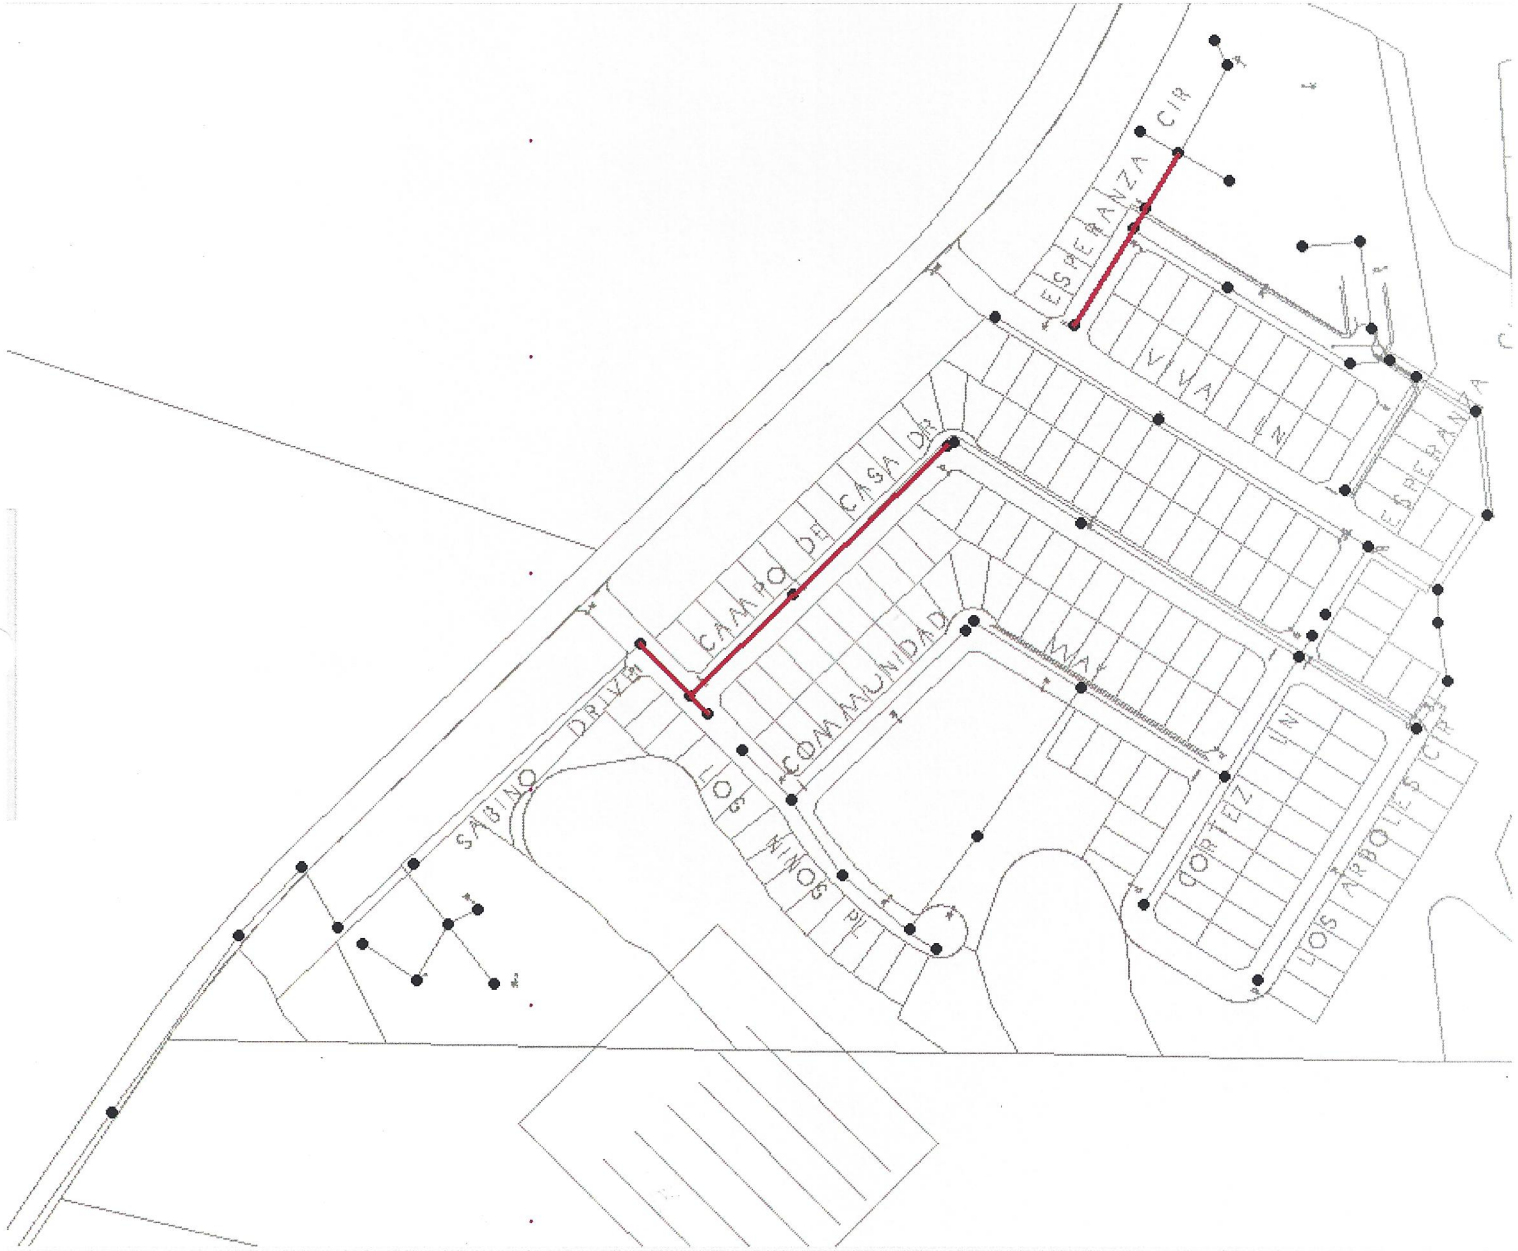 ESPERANZA CIR
VIVA LN
ESPERANZA
CAMPO DE CASA DR
COMMUNIDAD WAY
SABINO DRIVE
LOS NINOS PL
CORTEZ LN
LOS ARBOLES CIR